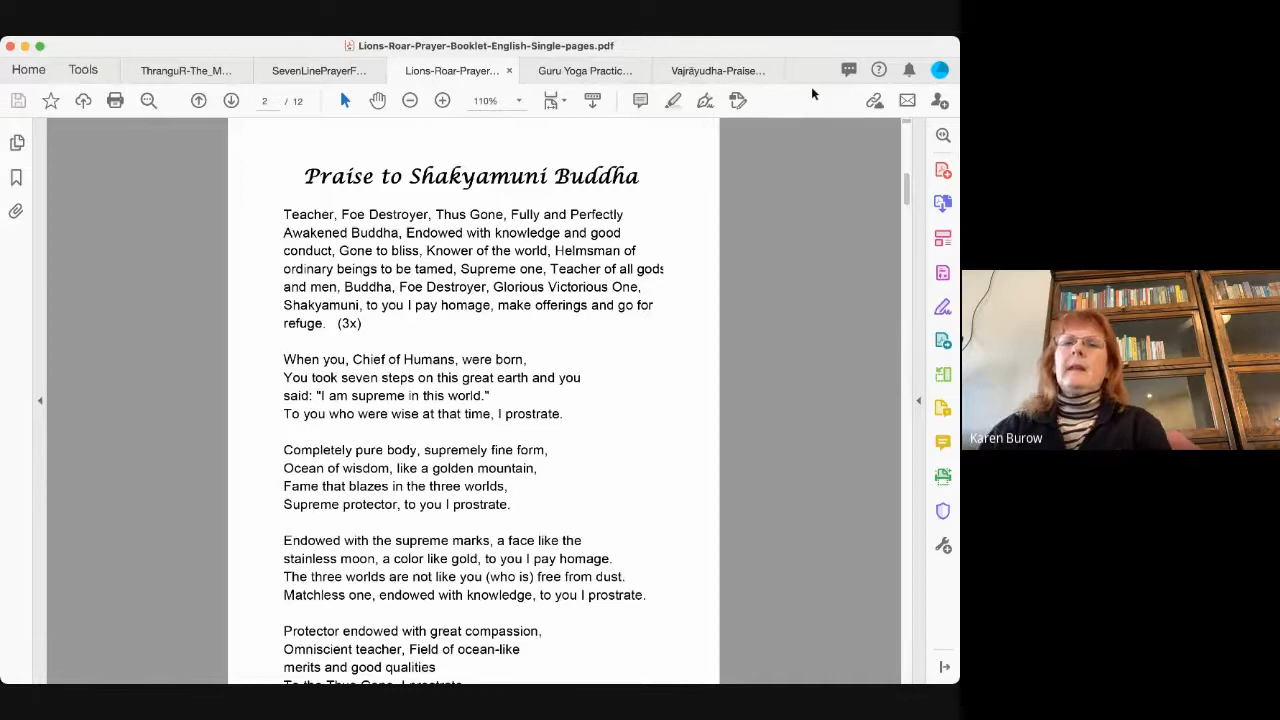 Lions-Roar-Prayer-Booklet-English-Single-pages.pdf
Home
Tools
ThranguR-The_M...
SevenLinePrayerF...
Lions-Roar-Prayer...
Guru Yoga Practic...
Vajrāyudha-Praise...
2 / 12
110%
Praise to Shakyamuni Buddha
Teacher, Foe Destroyer, Thus Gone, Fully and Perfectly
Awakened Buddha, Endowed with knowledge and good
conduct, Gone to bliss, Knower of the world, Helmsman of
ordinary beings to be tamed, Supreme one, Teacher of all gods
and men, Buddha, Foe Destroyer, Glorious Victorious One,
Shakyamuni, to you I pay homage, make offerings and go for
refuge. (3x)
When you, Chief of Humans, were born,
You took seven steps on this great earth and you
said: "I am supreme in this world."
To you who were wise at that time, I prostrate.
Completely pure body, supremely fine form,
Ocean of wisdom, like a golden mountain,
Fame that blazes in the three worlds,
Supreme protector, to you I prostrate.
Endowed with the supreme marks, a face like the
stainless moon, a color like gold, to you I pay homage.
The three worlds are not like you (who is) free from dust.
Matchless one, endowed with knowledge, to you I prostrate.
Protector endowed with great compassion,
Omniscient teacher, Field of ocean-like
merits and good qualities
To the Thus Gone, I prostrate.
Karen Burow